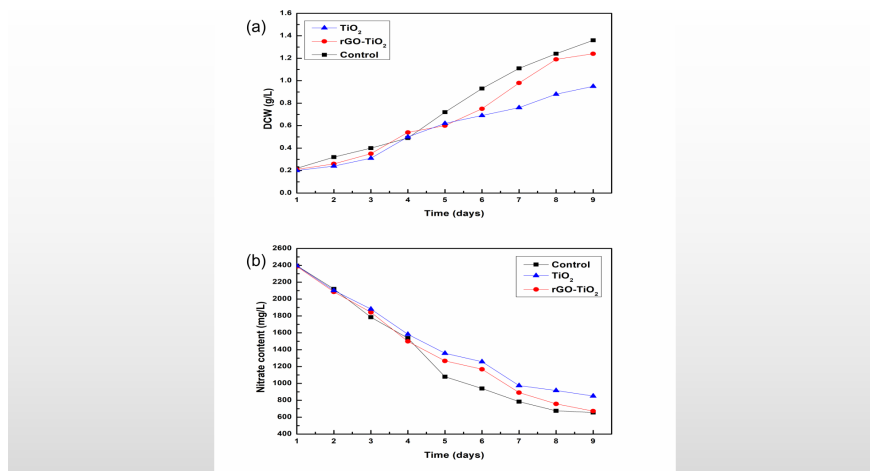 (a)
TiO2
rGO-TiO2
Control
DCW (g/L)
1.6
1.4
1.2
1.0
0.8
0.6
0.4
0.2
0.0
1 2 3 4 5 6 7 8 9
Time (days)
(b)
Control
TiO2
rGO-TiO2
Nitrate content (mg/L)
2600
2400
2200
2000
1800
1600
1400
1200
1000
800
600
400
1 2 3 4 5 6 7 8 9
Time (days)